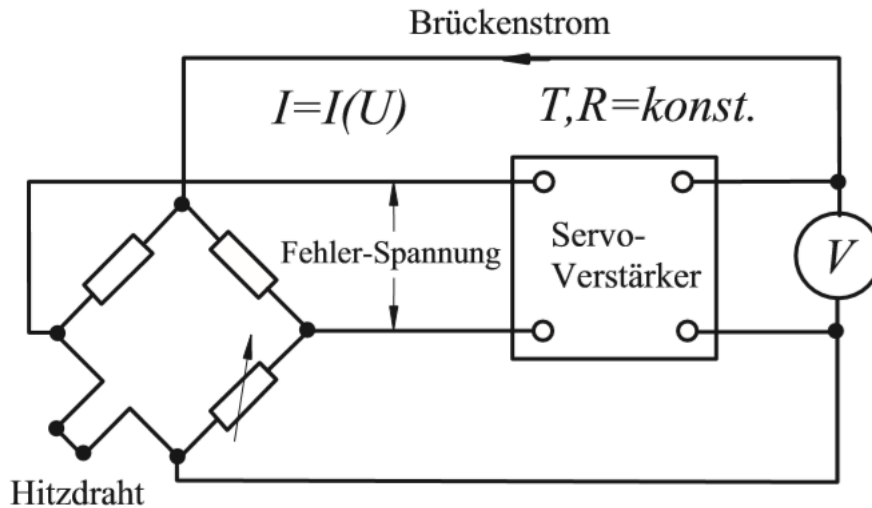 Brückenstrom
I=I(U)
T,R=konst.
Fehler-Spannung
Servo-
Verstärker
V
Hitzdraht